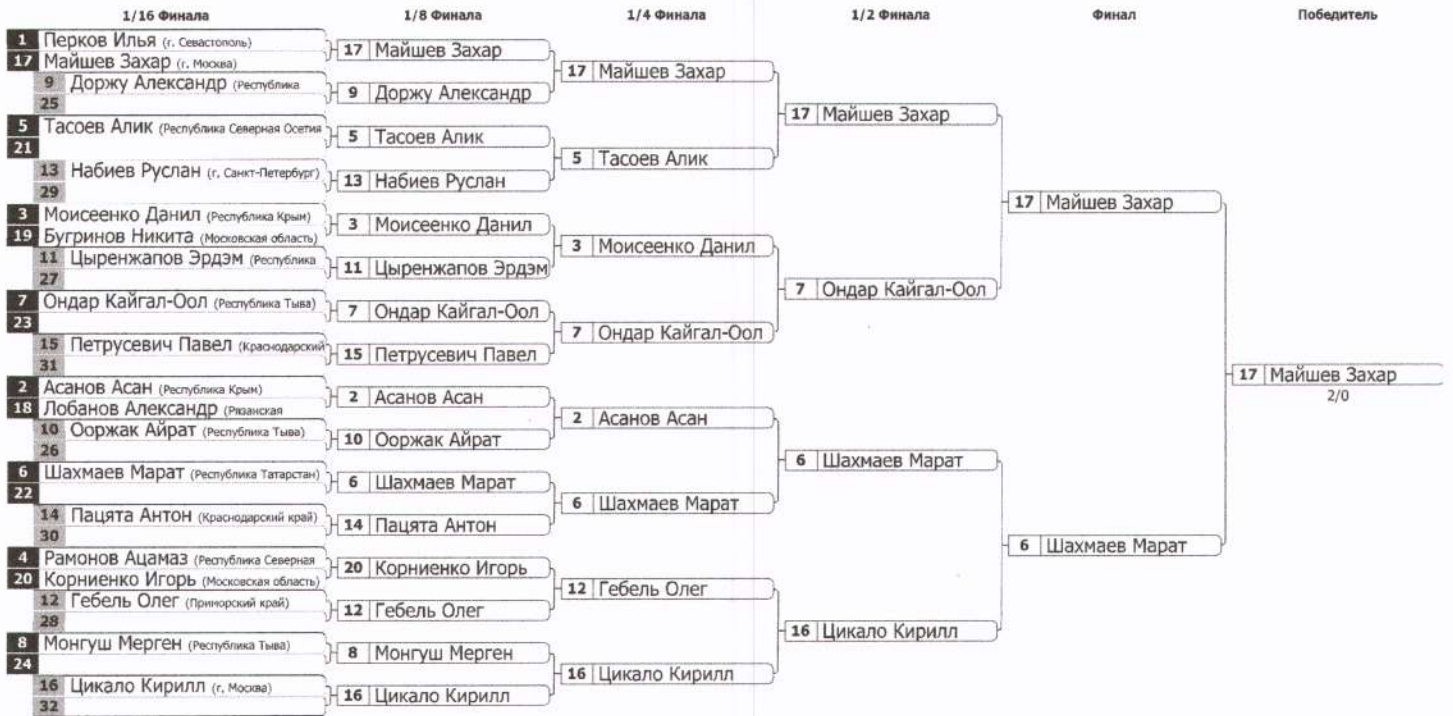 1/16 Финала 1/8 Финала 1/4 Финала 1/2 Финала Финал Победитель
1 Перков Илья (г. Севастополь)
17 Майшев Захар (г. Москва)
9 Доржу Александр (Республика
25
5 Тасоев Алик (Республика Северная Осетия
21
13 Набиев Руслан (г. Санкт-Петербург)
29
3 Моисеенко Данил (Республика Крым)
19 Бугринов Никита (Московская область)
11 Цыренжапов Эрдэм (Республика
27
7 Ондар Кайгал-Оол (Республика Тыва)
23
15 Петрусевич Павел (Краснодарский
31
2 Асанов Асан (Республика Крым)
18 Лобанов Александр (Рязанская
10 Ооржак Айрат (Республика Тыва)
26
6 Шахмаев Марат (Республика Татарстан)
22
14 Пацята Антон (Краснодарский край)
30
4 Рамонов Ацамаз (Республика Северная
20 Корниенко Игорь (Московская область)
12 Гебель Олег (Приморский край)
28
8 Монгуш Мерген (Республика Тыва)
24
16 Цикало Кирилл (г. Москва)
32
17 Майшев Захар
9 Доржу Александр
5 Тасоев Алик
13 Набиев Руслан
3 Моисеенко Данил
11 Цыренжапов Эрдэм
7 Ондар Кайгал-Оол
15 Петрусевич Павел
2 Асанов Асан
10 Ооржак Айрат
6 Шахмаев Марат
14 Пацята Антон
20 Корниенко Игорь
12 Гебель Олег
8 Монгуш Мерген
16 Цикало Кирилл
17 Майшев Захар
5 Тасоев Алик
3 Моисеенко Данил
7 Ондар Кайгал-Оол
2 Асанов Асан
6 Шахмаев Марат
12 Гебель Олег
16 Цикало Кирилл
17 Майшев Захар
7 Ондар Кайгал-Оол
6 Шахмаев Марат
16 Цикало Кирилл
17 Майшев Захар
6 Шахмаев Марат
17 Майшев Захар
2/0